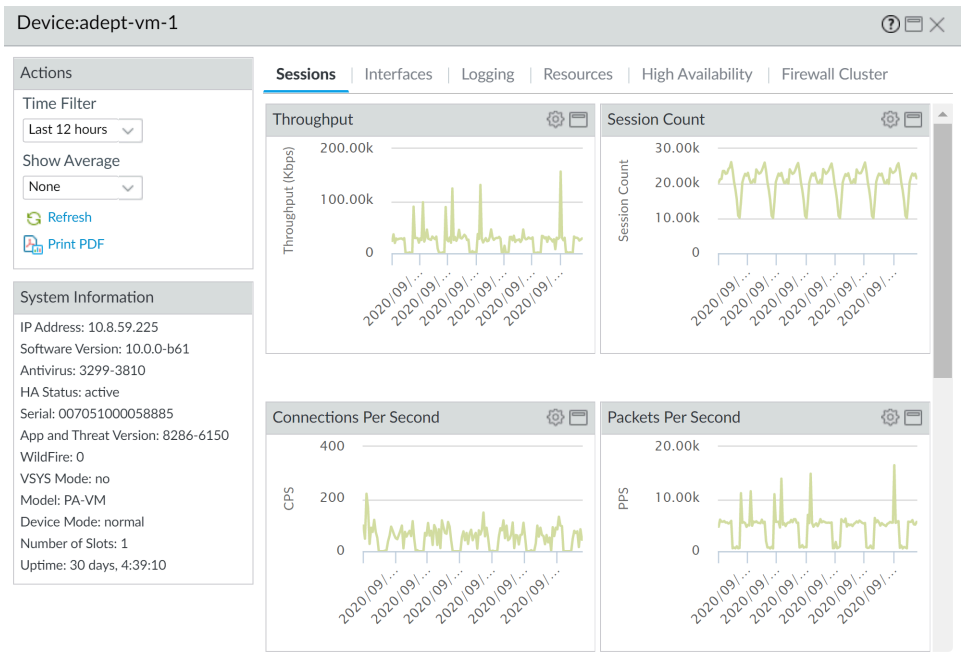 Device:adept-vm-1
Actions
Time Filter
Last 12 hours
Show Average
None
Refresh
Print PDF
System Information
IP Address: 10.8.59.225
Software Version: 10.0.0-b61
Antivirus: 3299-3810
HA Status: active
Serial: 007051000058885
App and Threat Version: 8286-6150
WildFire: 0
VSYS Mode: no
Model: PA-VM
Device Mode: normal
Number of Slots: 1
Uptime: 30 days, 4:39:10
Sessions | Interfaces | Logging | Resources | High Availability | Firewall Cluster
Throughput
Throughput (Kbps)
200.00k
100.00k
0
2020/09/... 2020/09/... 2020/09/... 2020/09/... 2020/09/... 2020/09/...
Session Count
Session Count
30.00k
20.00k
10.00k
0
2020/09/... 2020/09/... 2020/09/... 2020/09/... 2020/09/... 2020/09/...
Connections Per Second
CPS
400
200
0
2020/09/... 2020/09/... 2020/09/... 2020/09/... 2020/09/... 2020/09/...
Packets Per Second
PPS
20.00k
10.00k
0
2020/09/... 2020/09/... 2020/09/... 2020/09/... 2020/09/... 2020/09/...